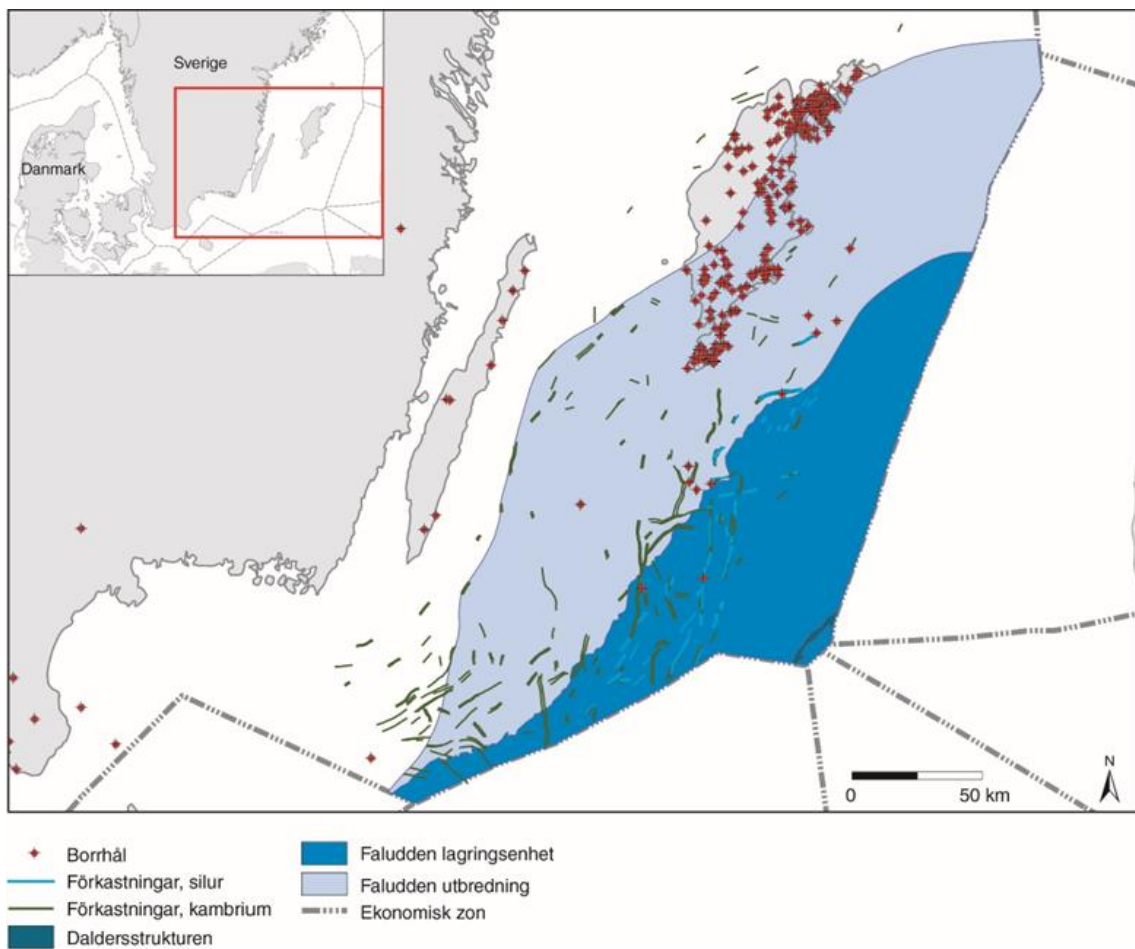 Sverige
Danmark
N
0 50 km
Borrhål
Förkastningar, silur
Förkastningar, kambrium
Daldersstrukturen
Faludden lagringsenhet
Faludden utbredning
Ekonomisk zon